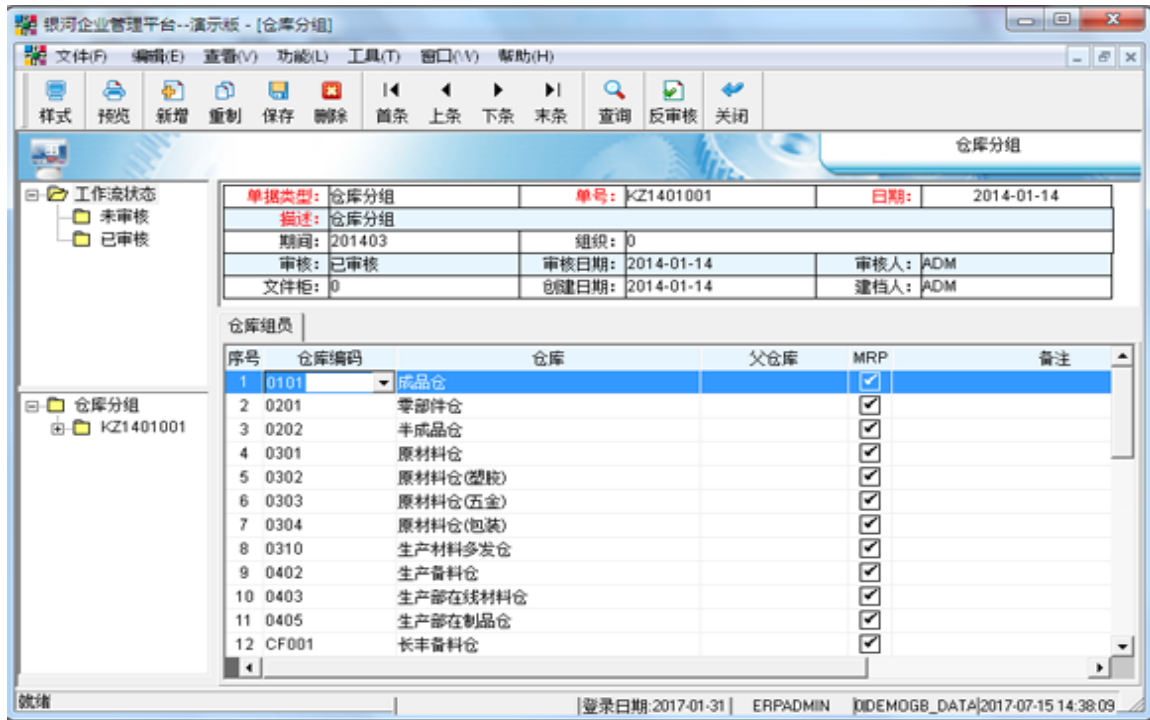 银河企业管理平台--演示版 - [仓库分组]
文件(F) 编辑(E) 查看(V) 功能(L) 工具(T) 窗口(W) 帮助(H)
样式 预览 新增 重制 保存 删除 首条 上条 下条 末条 查询 反审核 关闭
仓库分组
工作流状态
未审核
已审核
仓库分组
KZ1401001
单据类型: 仓库分组 单号: KZ1401001 日期: 2014-01-14
描述: 仓库分组
期间: 201403 组织: 0
审核: 已审核 审核日期: 2014-01-14 审核人: ADM
文件柜: 0 创建日期: 2014-01-14 建档人: ADM
仓库组员
序号 仓库编码 仓库 父仓库 MRP 备注
1 0101 成品仓
2 0201 零部件仓
3 0202 半成品仓
4 0301 原材料仓
5 0302 原材料仓(塑胶)
6 0303 原材料仓(五金)
7 0304 原材料仓(包装)
8 0310 生产材料多发仓
9 0402 生产备料仓
10 0403 生产部在线材料仓
11 0405 生产部在制品仓
12 CF001 长丰备料仓
就绪 登录日期:2017-01-31 ERPADMIN DEMOGB_DATA 2017-07-15 14:38:09